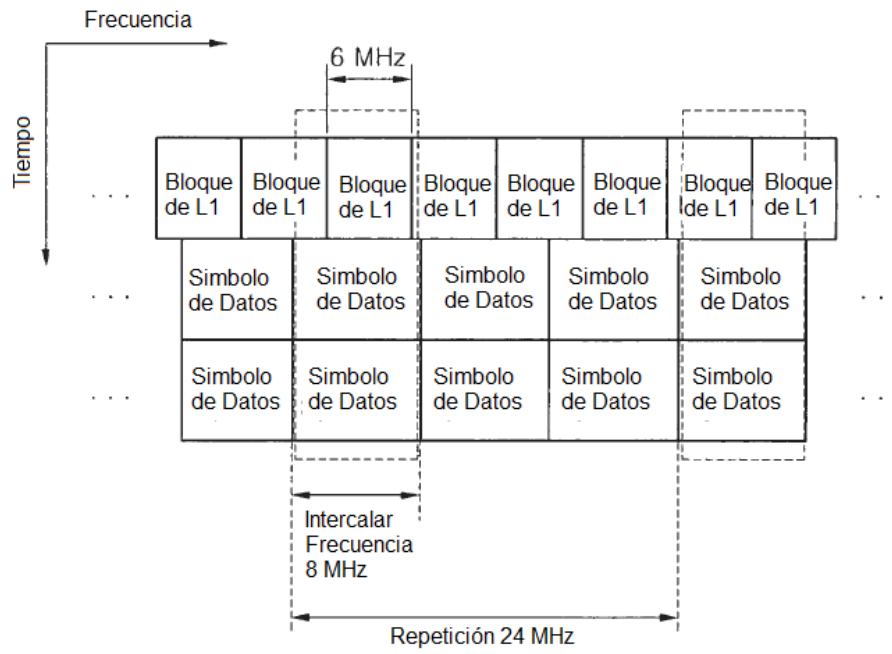 Frecuencia
6 MHz
Tiempo
. . .
Bloque
de L1
Bloque
de L1
Bloque
de L1
Bloque
de L1
Bloque
de L1
Bloque
de L1
Bloque
de L1
Bloque
de L1
. .
. . .
Simbolo
de Datos
Simbolo
de Datos
Simbolo
de Datos
Simbolo
de Datos
Simbolo
de Datos
. .
. . .
Simbolo
de Datos
Simbolo
de Datos
Simbolo
de Datos
Simbolo
de Datos
Simbolo
de Datos
. .
Intercalar
Frecuencia
8 MHz
Repetición 24 MHz